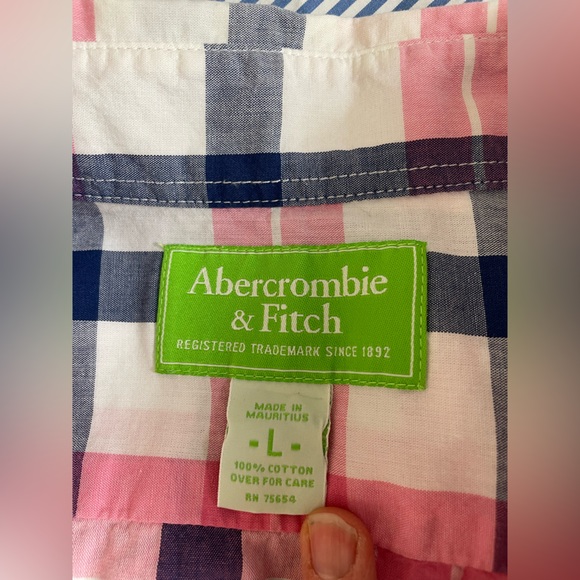 Abercrombie
& Fitch
REGISTERED TRADEMARK SINCE 1892
MADE IN
MAURITIUS
- L -
100% COTTON
OVER FOR CARE
RN 75654